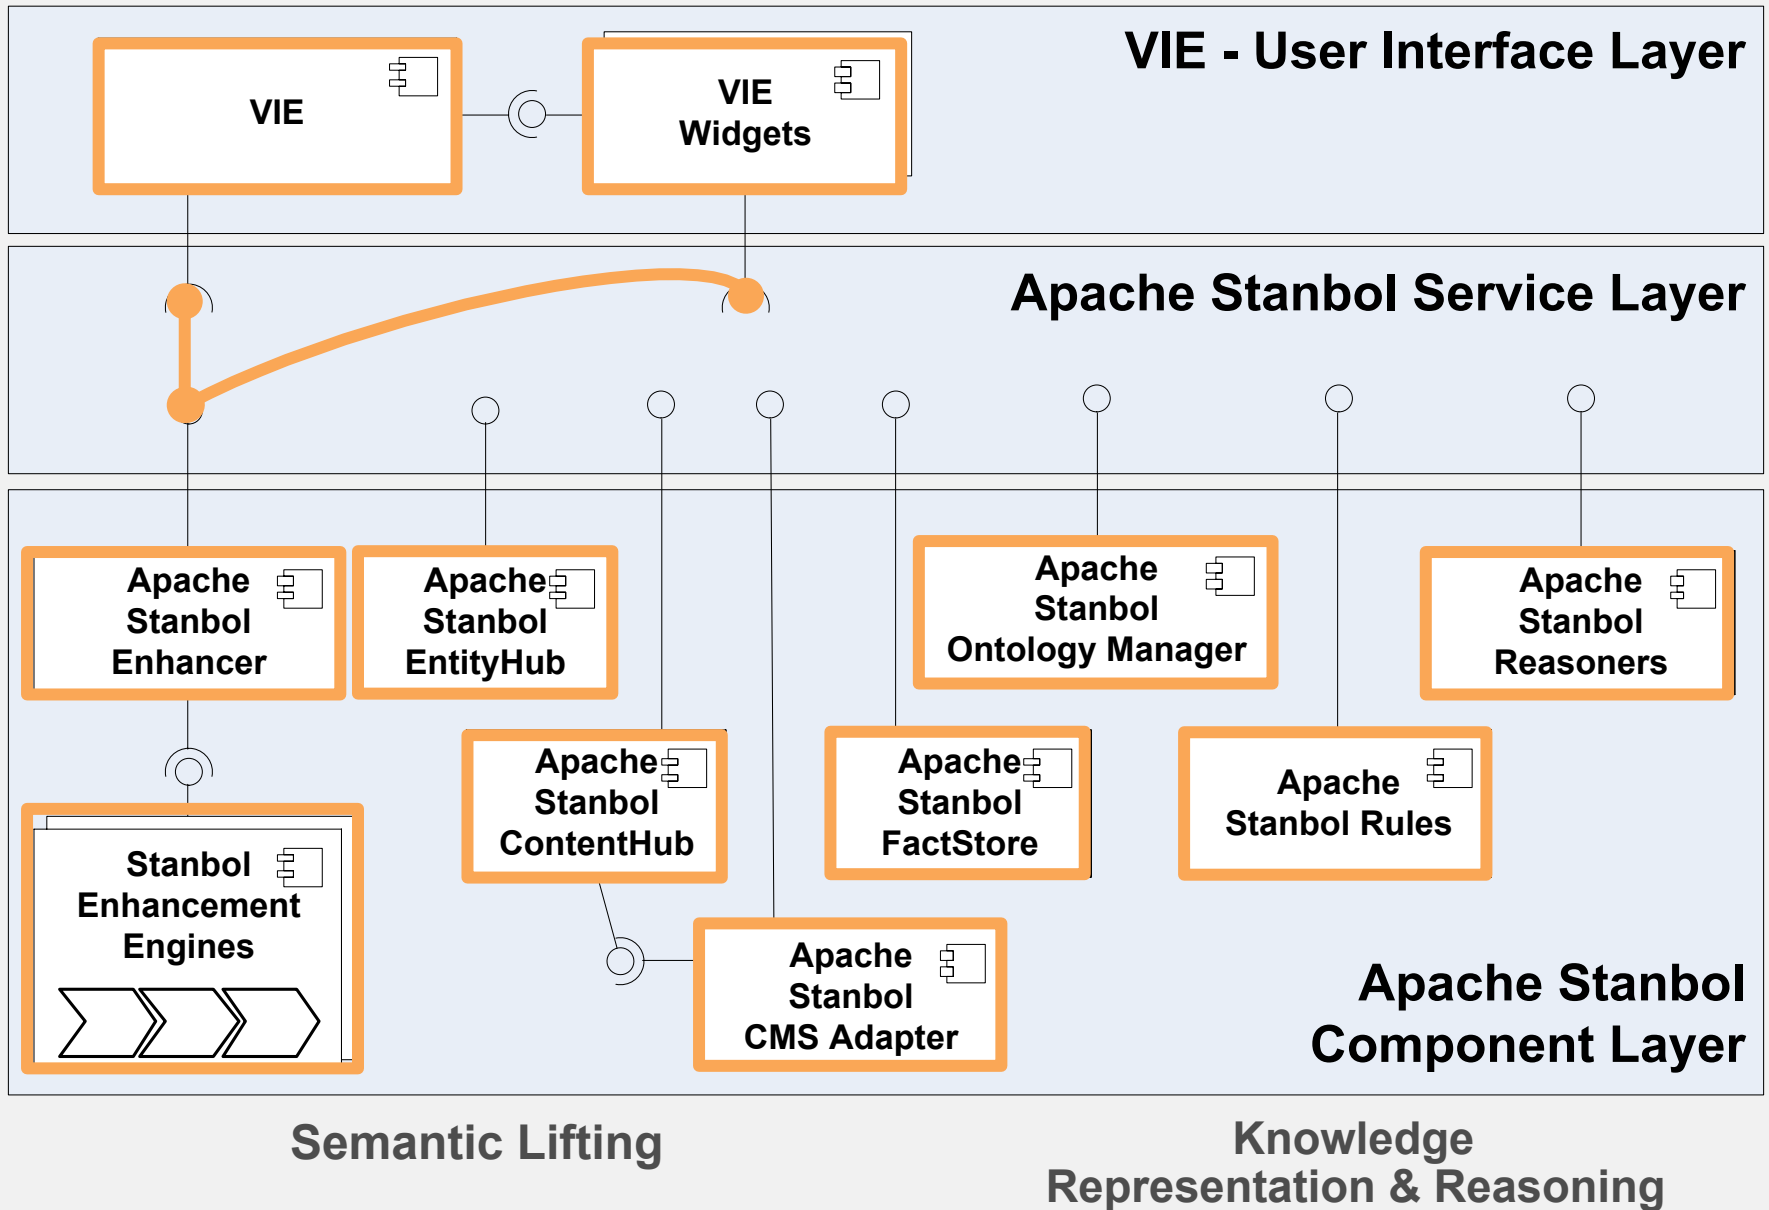 VIE - User Interface Layer
VIE
VIE
Widgets
Apache Stanbol Service Layer
Apache
Stanbol
Enhancer
Apache
Stanbol
EntityHub
Apache
Stanbol
Ontology Manager
Apache
Stanbol
Reasoners
Apache
Stanbol
ContentHub
Apache
Stanbol
FactStore
Apache
Stanbol Rules
Stanbol
Enhancement
Engines
Apache
Stanbol
CMS Adapter
Apache Stanbol
Component Layer
Semantic Lifting
Knowledge
Representation & Reasoning